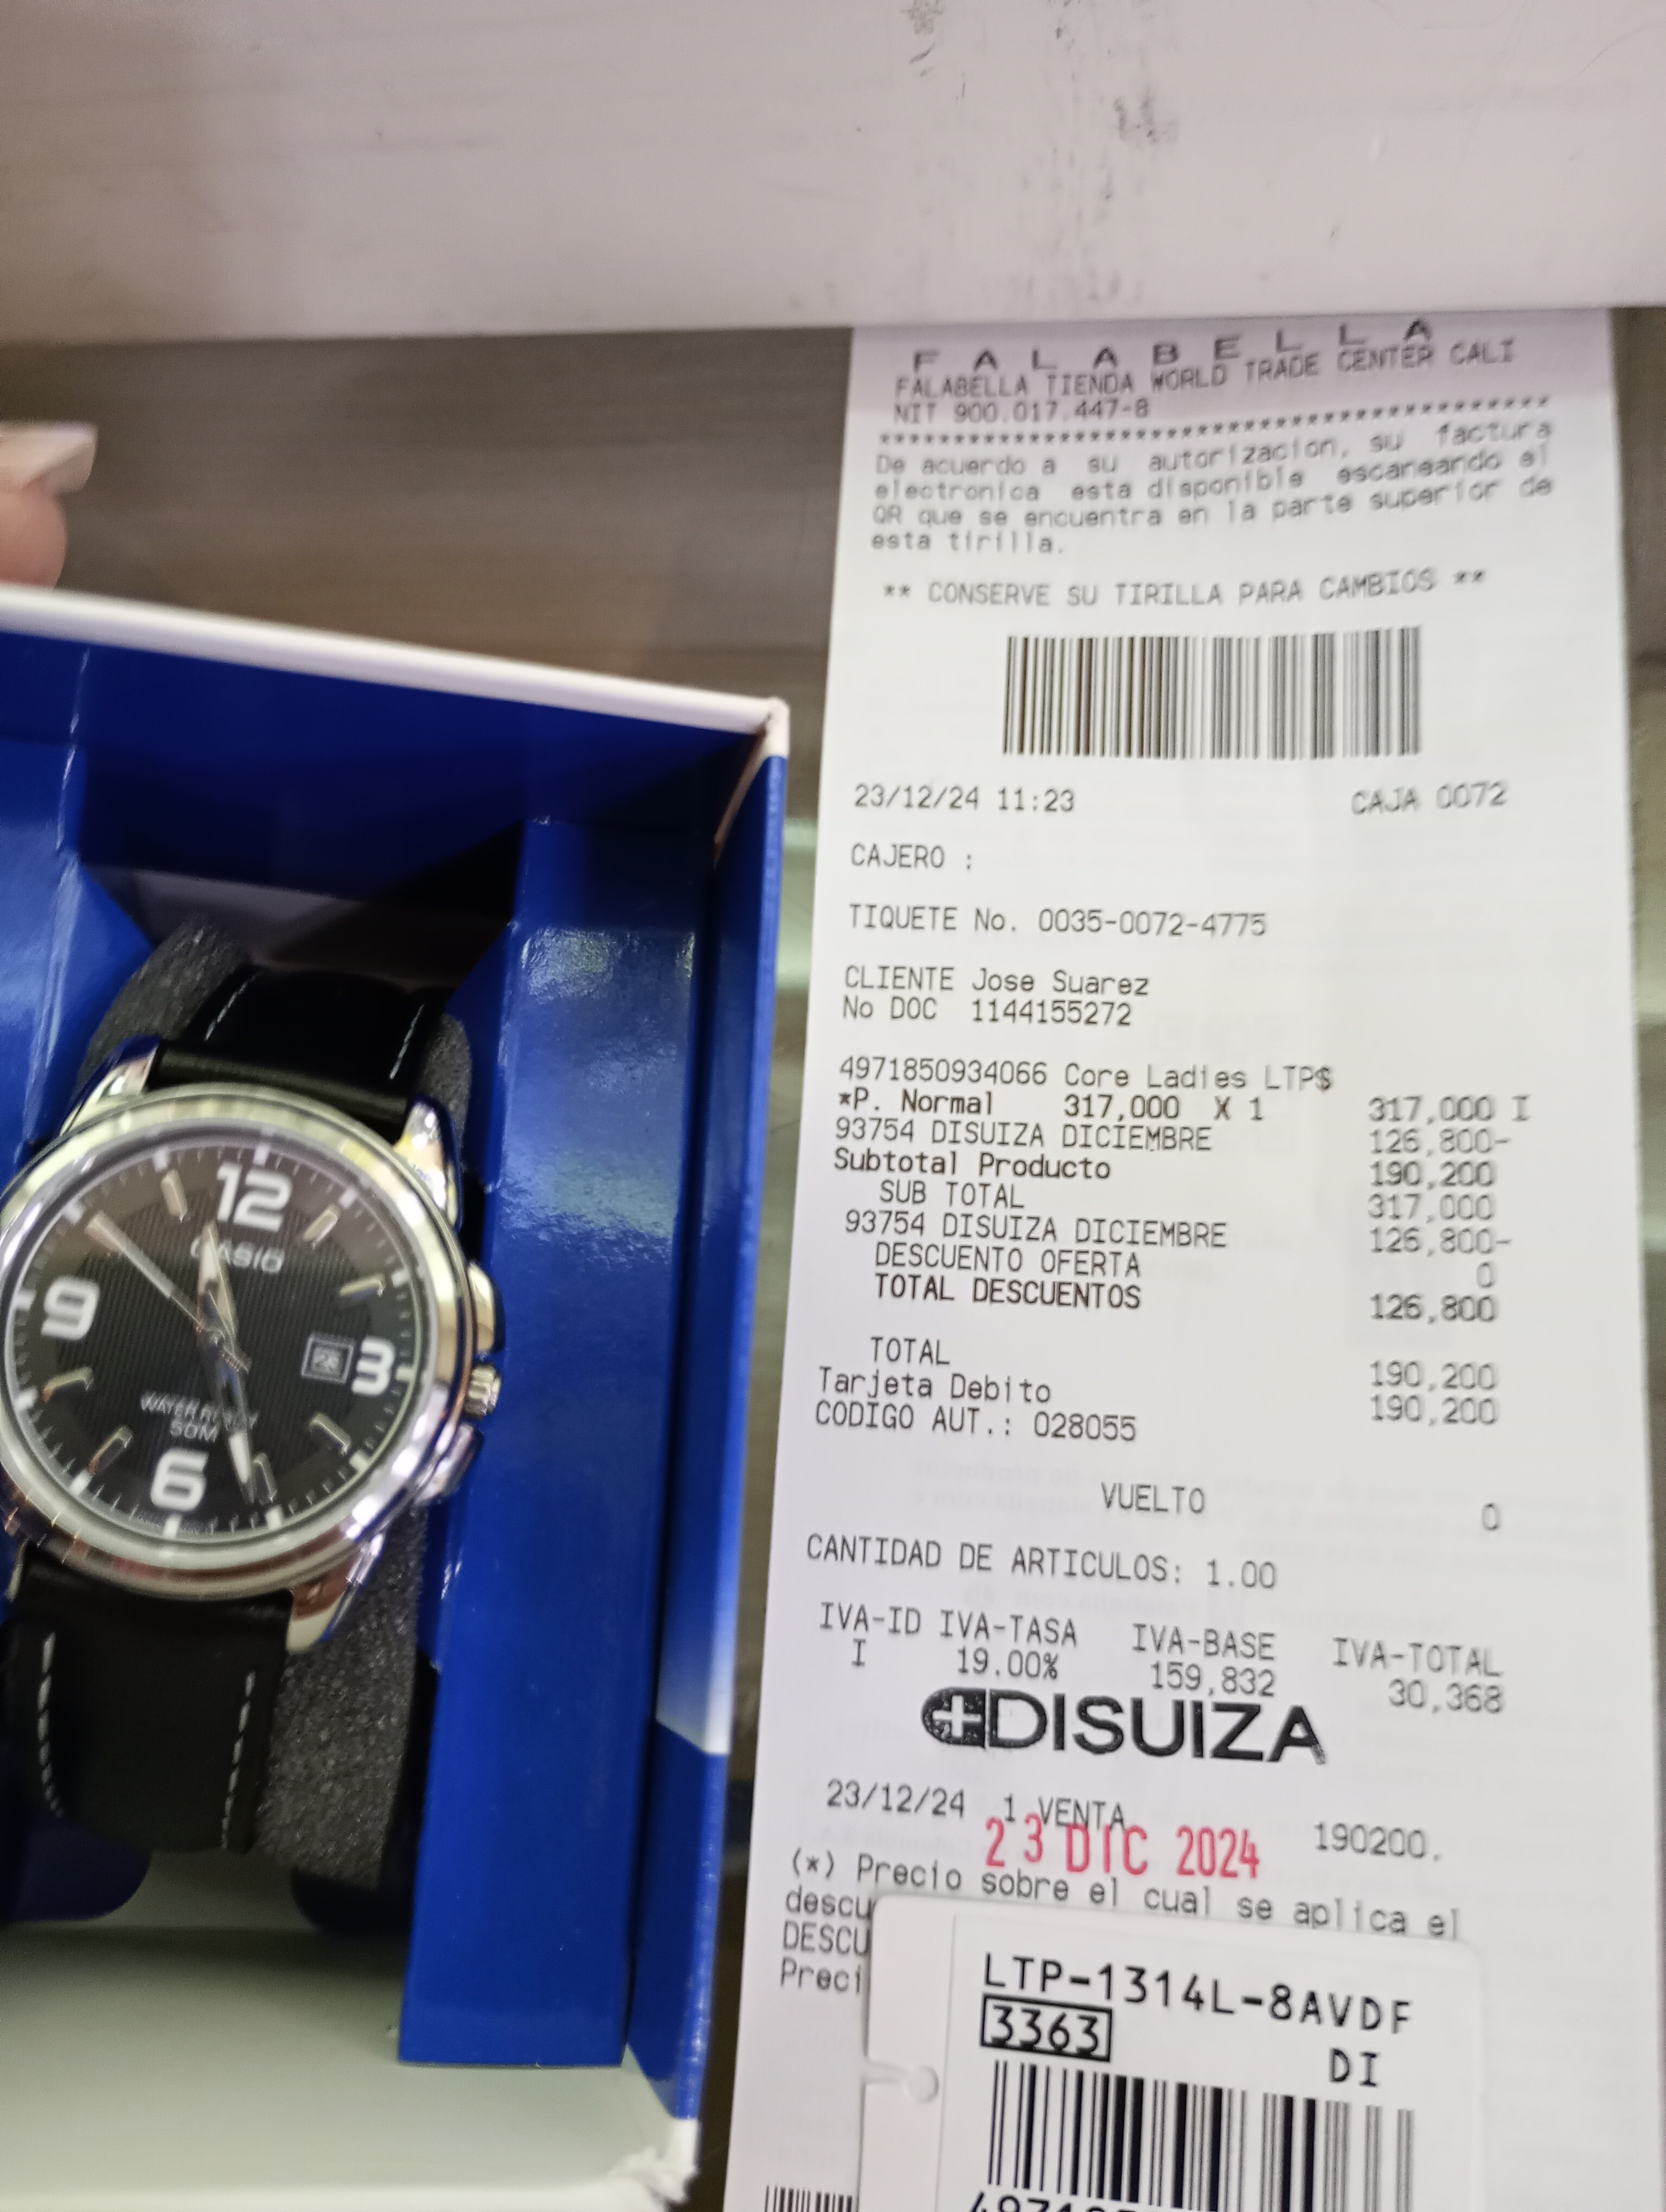 F A L A B E L L A
FALABELLA TIENDA WORLD TRADE CENTER CALI
NIT 900.017.447-8
******************************************
De acuerdo a su autorizacion, su factura
electronica esta disponible escaneando el
QR que se encuentra en la parte superior de
esta tirilla.
** CONSERVE SU TIRILLA PARA CAMBIOS **
23/12/24 11:23 CAJA 0072
CAJERO :
TIQUETE No. 0035-0072-4775
CLIENTE Jose Suarez
No DOC 1144155272
4971850934066 Core Ladies LTP$
*P. Normal 317,000 X 1 317,000 I
93754 DISUIZA DICIEMBRE 126,800-
Subtotal Producto 190,200
SUB TOTAL 317,000
93754 DISUIZA DICIEMBRE 126,800-
DESCUENTO OFERTA 0
TOTAL DESCUENTOS 126,800
TOTAL 190,200
Tarjeta Debito 190,200
CODIGO AUT.: 028055
VUELTO 0
CANTIDAD DE ARTICULOS: 1.00
IVA-ID IVA-TASA IVA-BASE IVA-TOTAL
I 19.00% 159,832 30,368
DISUIZA
23/12/24 1 VENTA 190200.
23 DIC 2024
(*) Precio sobre el cual se aplica el
descu
DESCU
Preci
LTP-1314L-8AVDF
3363
DI
12
CASIO
9
3
WATER
50M
6